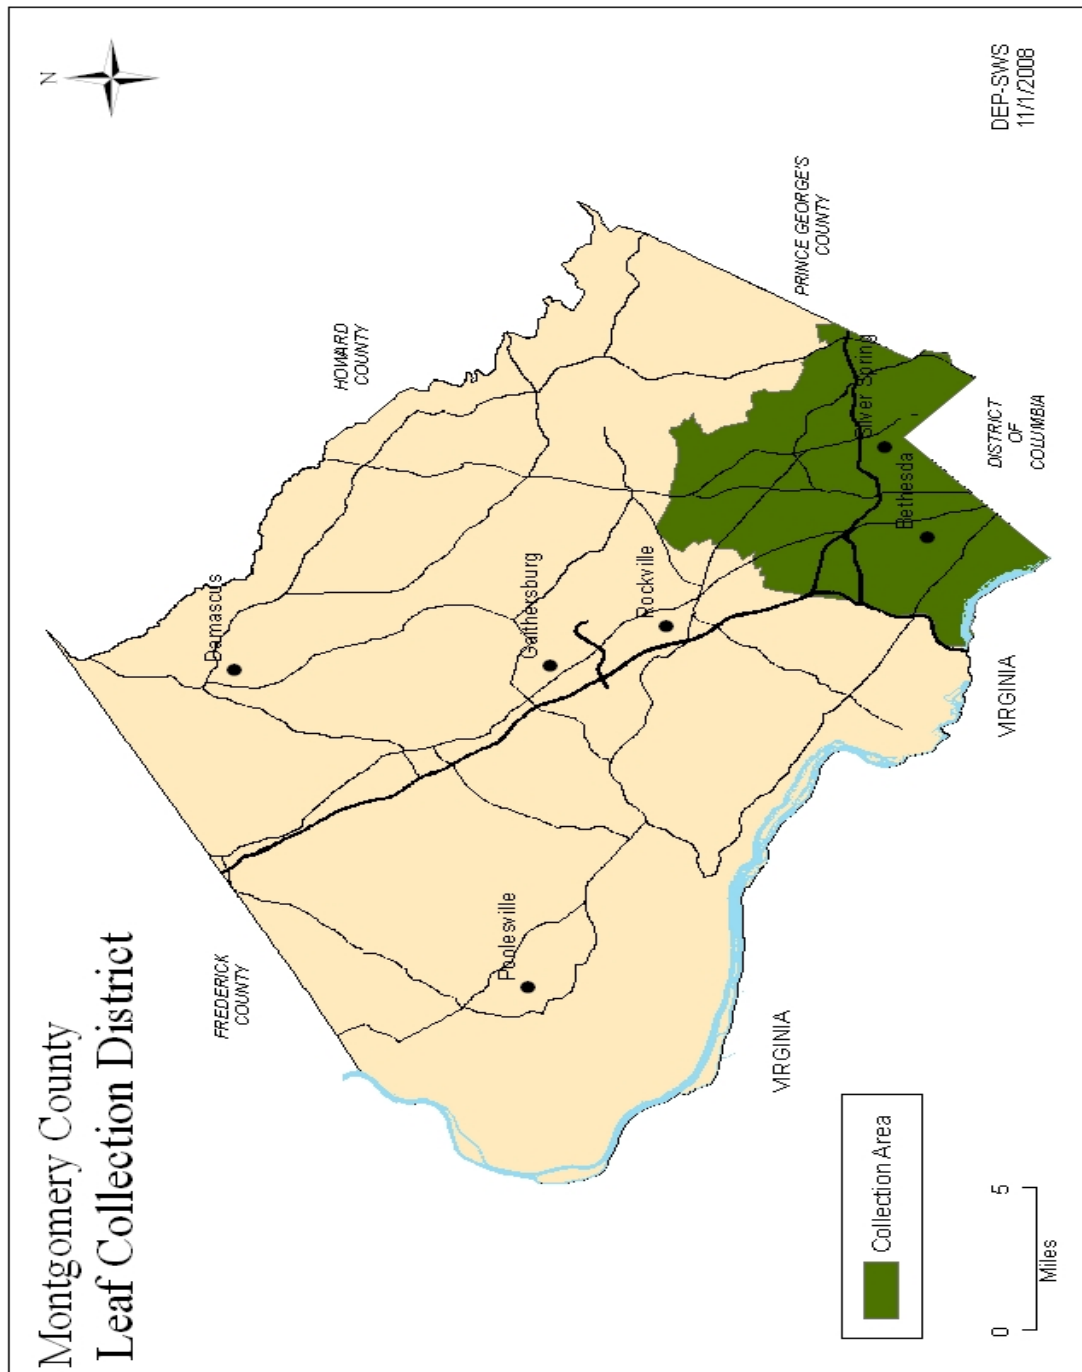 Montgomery County
Leaf Collection District
N
FREDERICK
COUNTY
HOWARD
COUNTY
PRINCE GEORGE'S
COUNTY
DISTRICT
OF
COLUMBIA
VIRGINIA
VIRGINIA
Damascus
Gaithersburg
Rockville
Poolesville
Silver Spring
Bethesda
Collection Area
0
5
Miles
DEP-SWS
11/1/2008